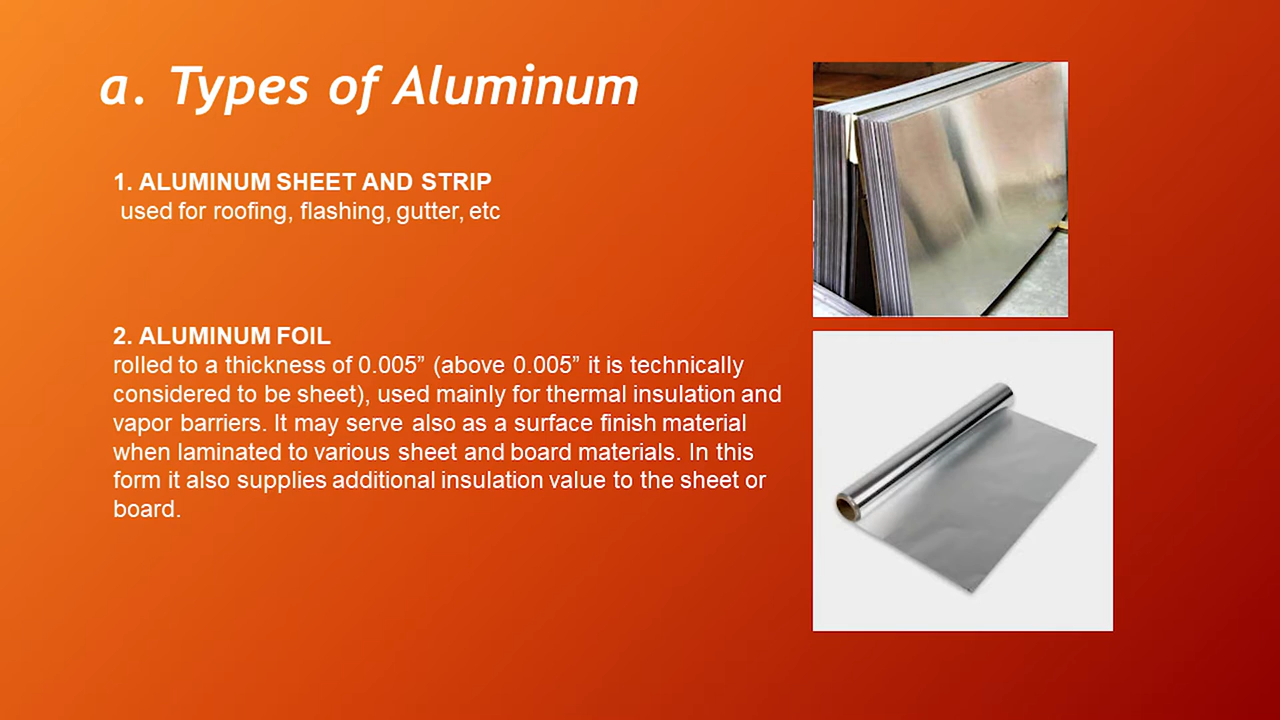 a. Types of Aluminum
1. ALUMINUM SHEET AND STRIP
used for roofing, flashing, gutter, etc
2. ALUMINUM FOIL
rolled to a thickness of 0.005” (above 0.005” it is technically
considered to be sheet), used mainly for thermal insulation and
vapor barriers. It may serve also as a surface finish material
when laminated to various sheet and board materials. In this
form it also supplies additional insulation value to the sheet or
board.